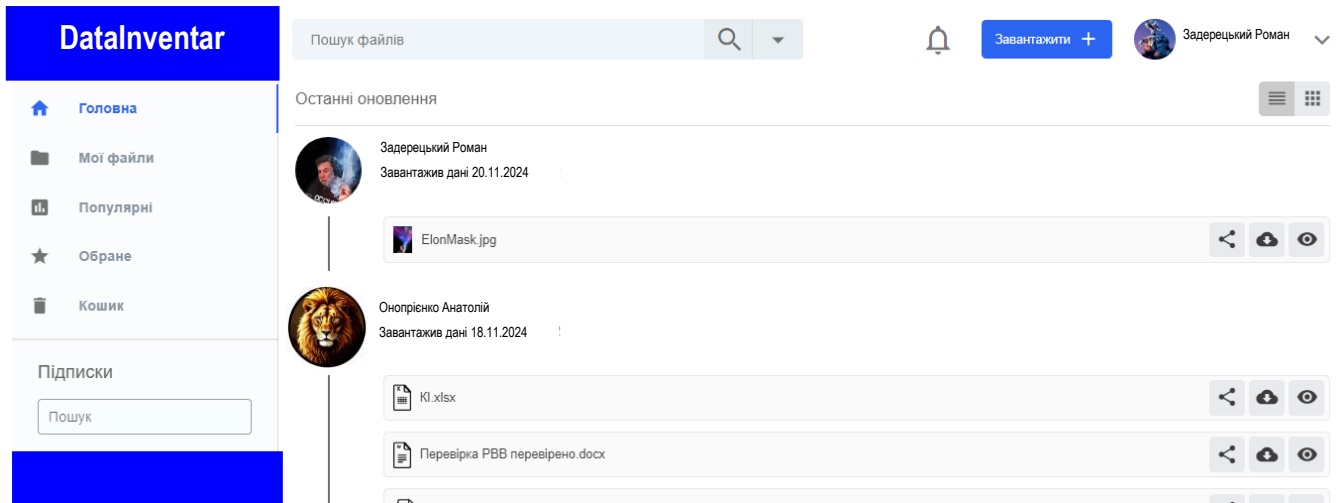 DataInventar
Пошук файлів
Завантажити +
Задерецький Роман
Головна
Мої файли
Популярні
Обране
Кошик
Підписки
Пошук
Останні оновлення
Задерецький Роман
Завантажив дані 20.11.2024
ElonMask.jpg
Онопрієнко Анатолій
Завантажив дані 18.11.2024
КІ.xlsx
Перевірка РВВ перевірено.docx